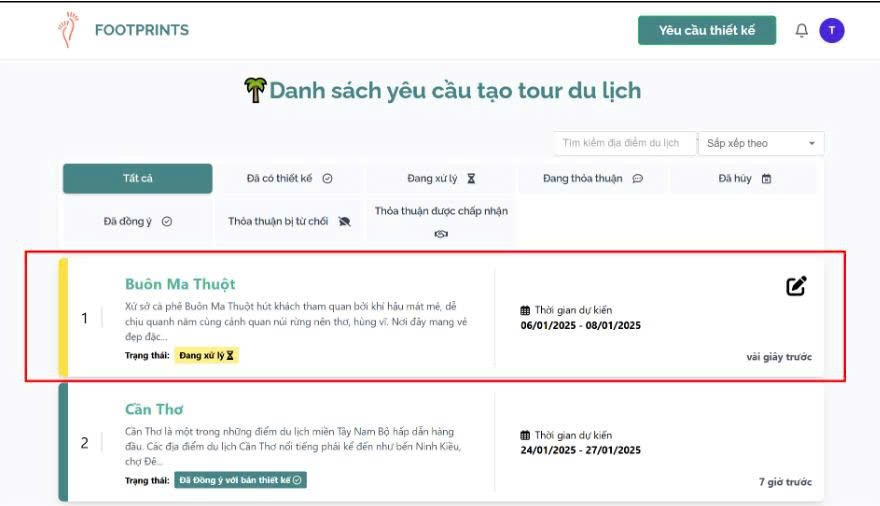 FOOTPRINTS
Yêu cầu thiết kế
T
Danh sách yêu cầu tạo tour du lịch
Tìm kiếm địa điểm du lịch
Sắp xếp theo
Tất cả
Đã có thiết kế
Đang xử lý
Đang thỏa thuận
Đã hủy
Đã đồng ý
Thỏa thuận bị từ chối
Thỏa thuận được chấp nhận
1
Buôn Ma Thuột
Xứ sở cà phê Buôn Ma Thuột hút khách tham quan bởi khí hậu mát mẻ, dễ
chịu quanh năm cùng cảnh quan núi rừng nên thơ, hùng vĩ. Nơi đây mang vẻ
đẹp đặc...
Trạng thái: Đang xử lý
Thời gian dự kiến
06/01/2025 - 08/01/2025
vài giây trước
2
Cần Thơ
Cần Thơ là một trong những điểm du lịch miền Tây Nam Bộ hấp dẫn hàng
đầu. Các địa điểm du lịch Cần Thơ nổi tiếng phải kể đến như bến Ninh Kiều,
chợ Đê...
Trạng thái: Đã Đồng ý với bản thiết kế
Thời gian dự kiến
24/01/2025 - 27/01/2025
7 giờ trước